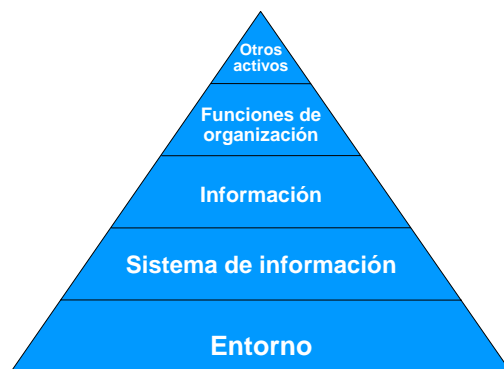 Otros
activos
Funciones de
organización
Información
Sistema de información
Entorno